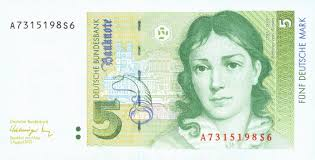 A7315198S6
DEUTSCHE BUNDESBANK
Banknote
5
FÜNF DEUTSCHE MARK
5
Deutsche Bundesbank
Frankfurt am Main
A7315198S6